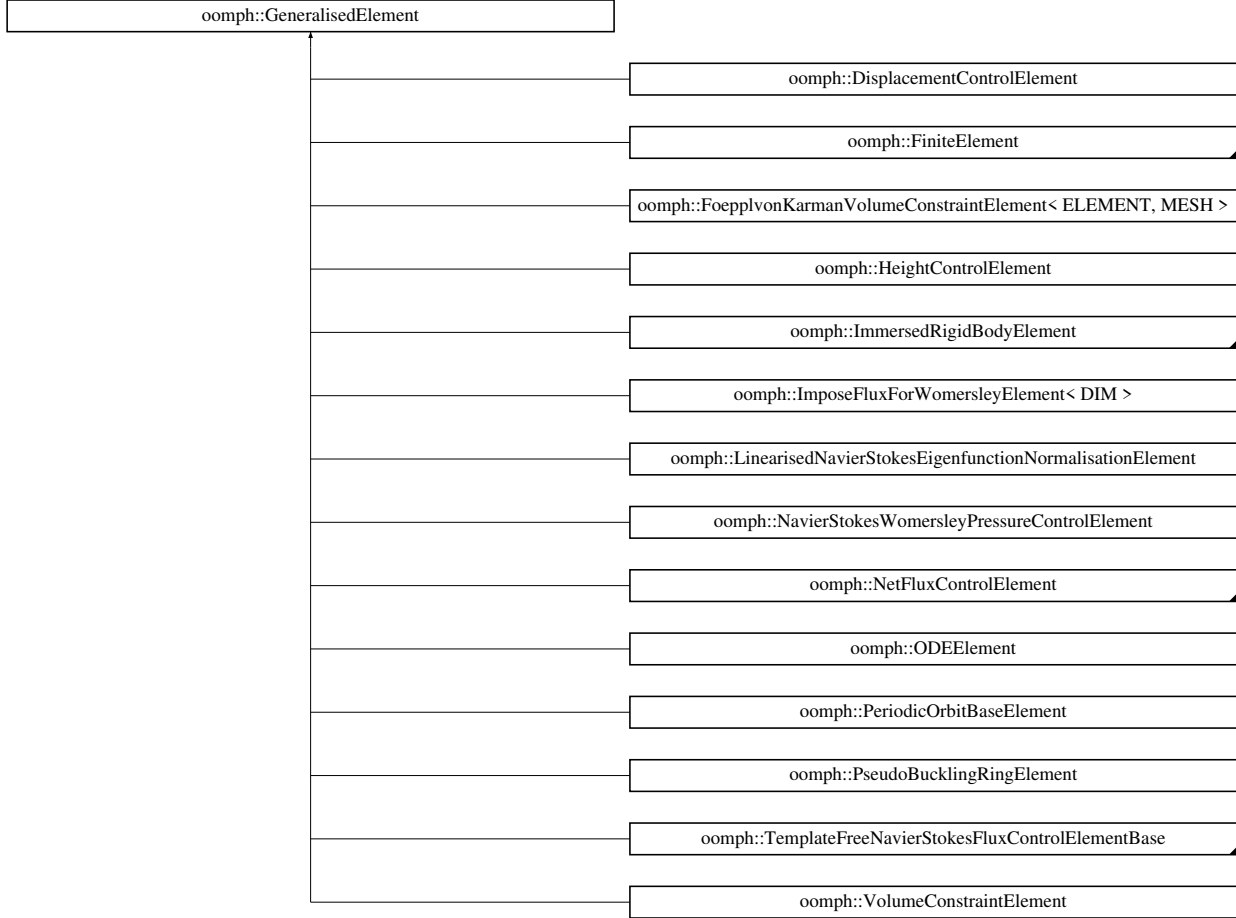 oomph::GeneralisedElement
oomph::DisplacementControlElement
oomph::FiniteElement
oomph::FoepplvonKarmanVolumeConstraintElement< ELEMENT, MESH >
oomph::HeightControlElement
oomph::ImmersedRigidBodyElement
oomph::ImposeFluxForWomersleyElement< DIM >
oomph::LinearisedNavierStokesEigenfunctionNormalisationElement
oomph::NavierStokesWomersleyPressureControlElement
oomph::NetFluxControlElement
oomph::ODEElement
oomph::PeriodicOrbitBaseElement
oomph::PseudoBucklingRingElement
oomph::TemplateFreeNavierStokesFluxControlElementBase
oomph::VolumeConstraintElement